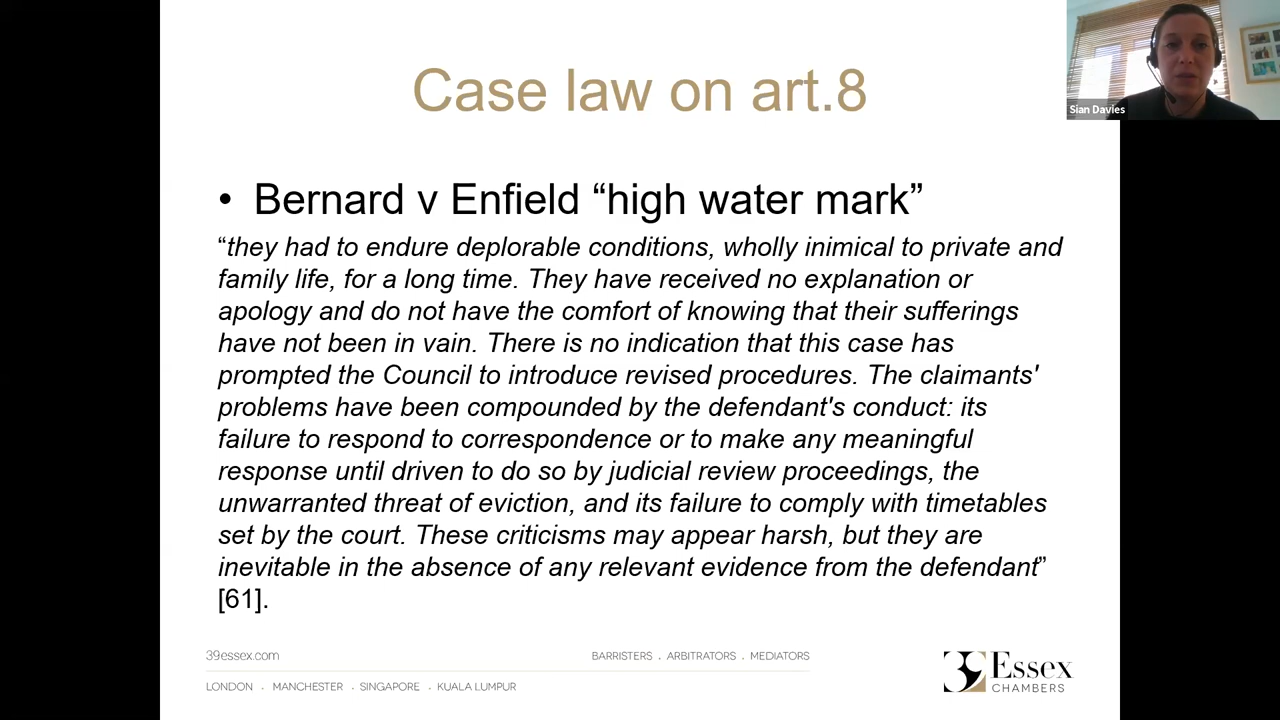 Case law on art.8
Sian Davies
• Bernard v Enfield “high water mark”
“they had to endure deplorable conditions, wholly inimical to private and
family life, for a long time. They have received no explanation or
apology and do not have the comfort of knowing that their sufferings
have not been in vain. There is no indication that this case has
prompted the Council to introduce revised procedures. The claimants'
problems have been compounded by the defendant's conduct: its
failure to respond to correspondence or to make any meaningful
response until driven to do so by judicial review proceedings, the
unwarranted threat of eviction, and its failure to comply with timetables
set by the court. These criticisms may appear harsh, but they are
inevitable in the absence of any relevant evidence from the defendant”
[61].
39essex.com
BARRISTERS . ARBITRATORS . MEDIATORS
LONDON . MANCHESTER . SINGAPORE . KUALA LUMPUR
39 Essex
CHAMBERS